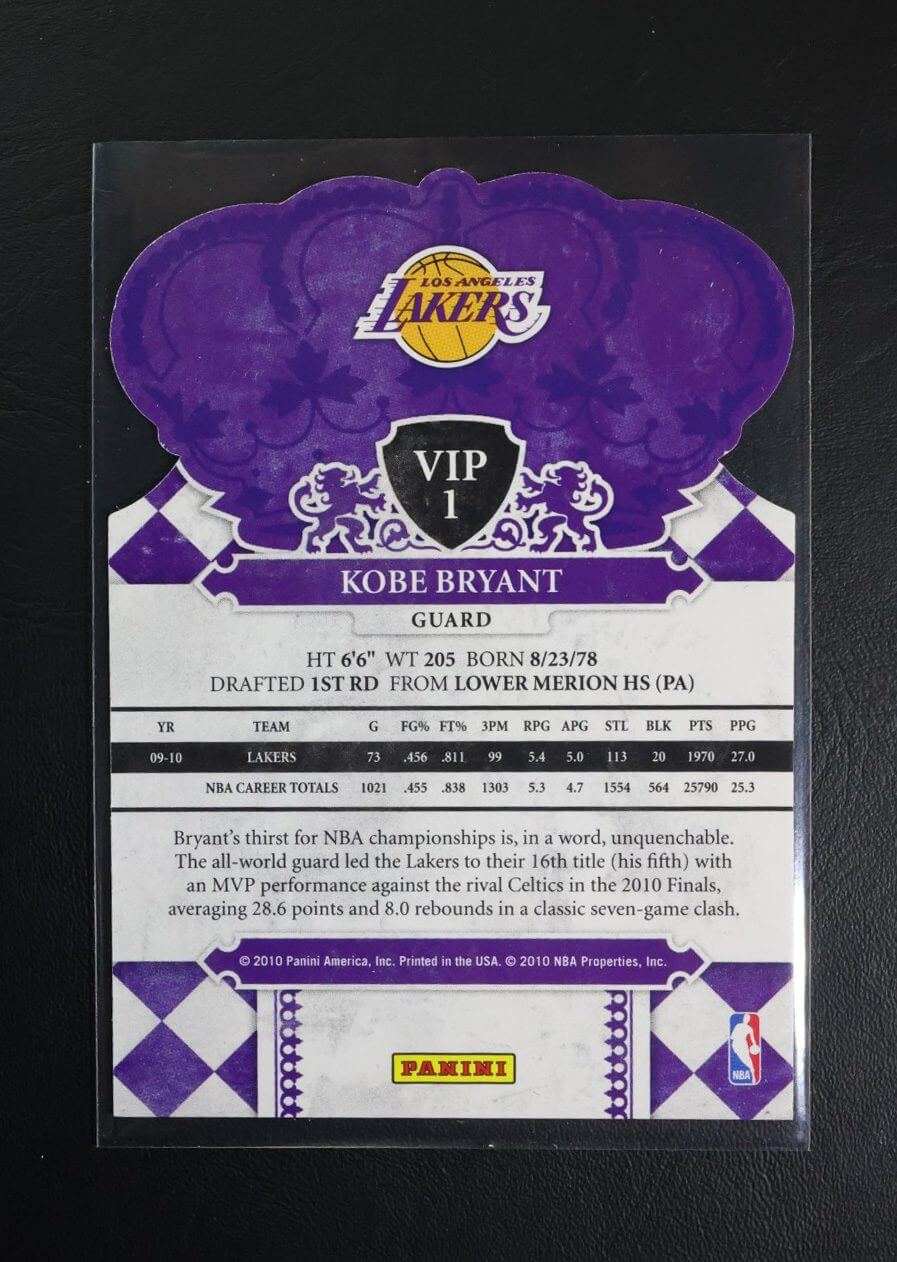 LOS ANGELES
LAKERS
VIP
1
KOBE BRYANT
GUARD
HT 6'6" WT 205 BORN 8/23/78
DRAFTED 1ST RD FROM LOWER MERION HS (PA)
YR TEAM G FG% FT% 3PM RPG APG STL BLK PTS PPG
09-10 LAKERS 73 .456 .811 99 5.4 5.0 113 20 1970 27.0
NBA CAREER TOTALS 1021 .455 .838 1303 5.3 4.7 1554 564 25790 25.3
Bryant's thirst for NBA championships is, in a word, unquenchable.
The all-world guard led the Lakers to their 16th title (his fifth) with
an MVP performance against the rival Celtics in the 2010 Finals,
averaging 28.6 points and 8.0 rebounds in a classic seven-game clash.
© 2010 Panini America, Inc. Printed in the USA. © 2010 NBA Properties, Inc.
PANINI
NBA